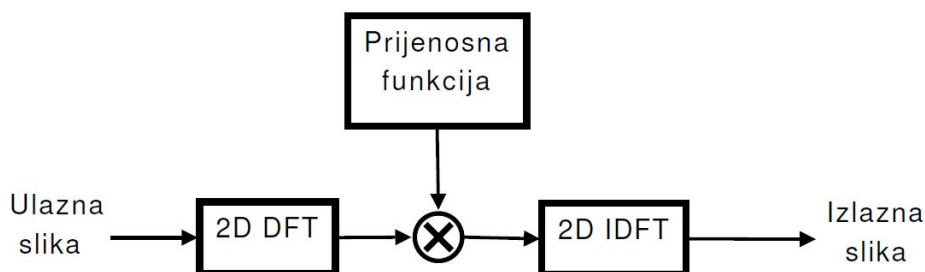 Prijenosna
funkcija
Ulazna
slika
2D DFT
2D IDFT
Izlazna
slika